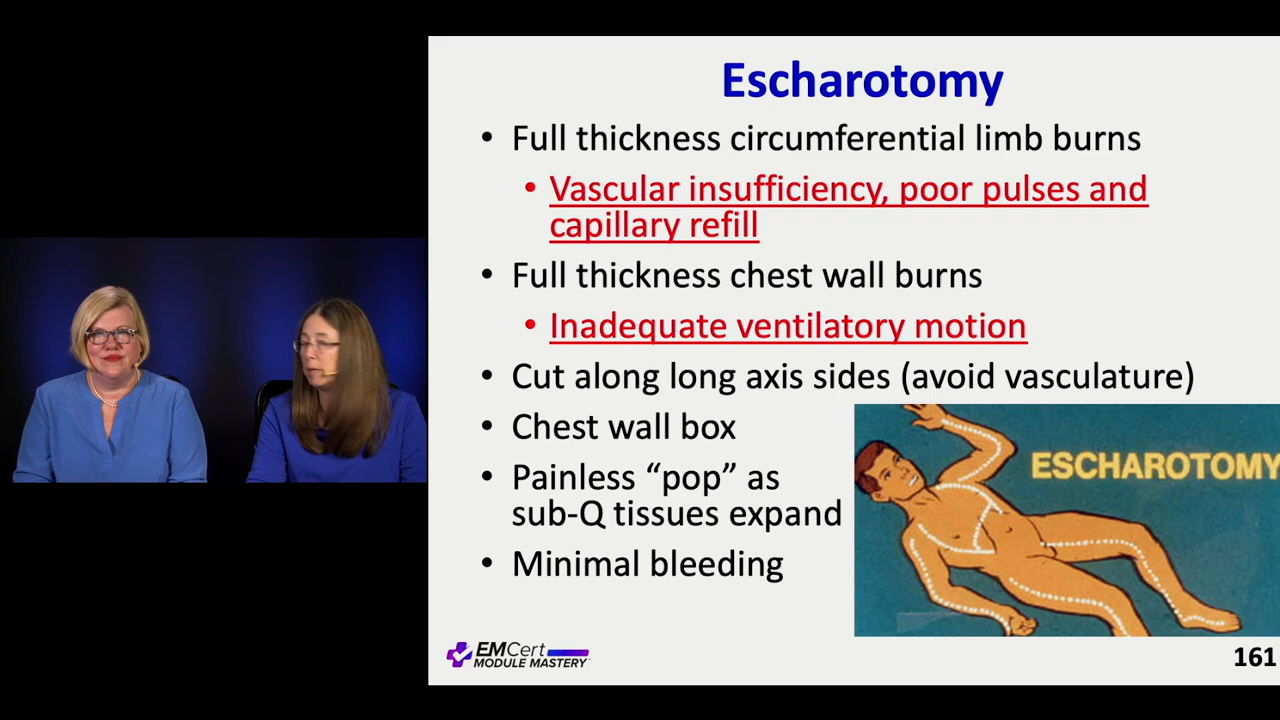 Escharotomy
• Full thickness circumferential limb burns
• Vascular insufficiency, poor pulses and
capillary refill
• Full thickness chest wall burns
• Inadequate ventilatory motion
• Cut along long axis sides (avoid vasculature)
• Chest wall box
• Painless “pop” as
sub-Q tissues expand
• Minimal bleeding
ESCHAROTOMY
EMCert
MODULE MASTERY
161